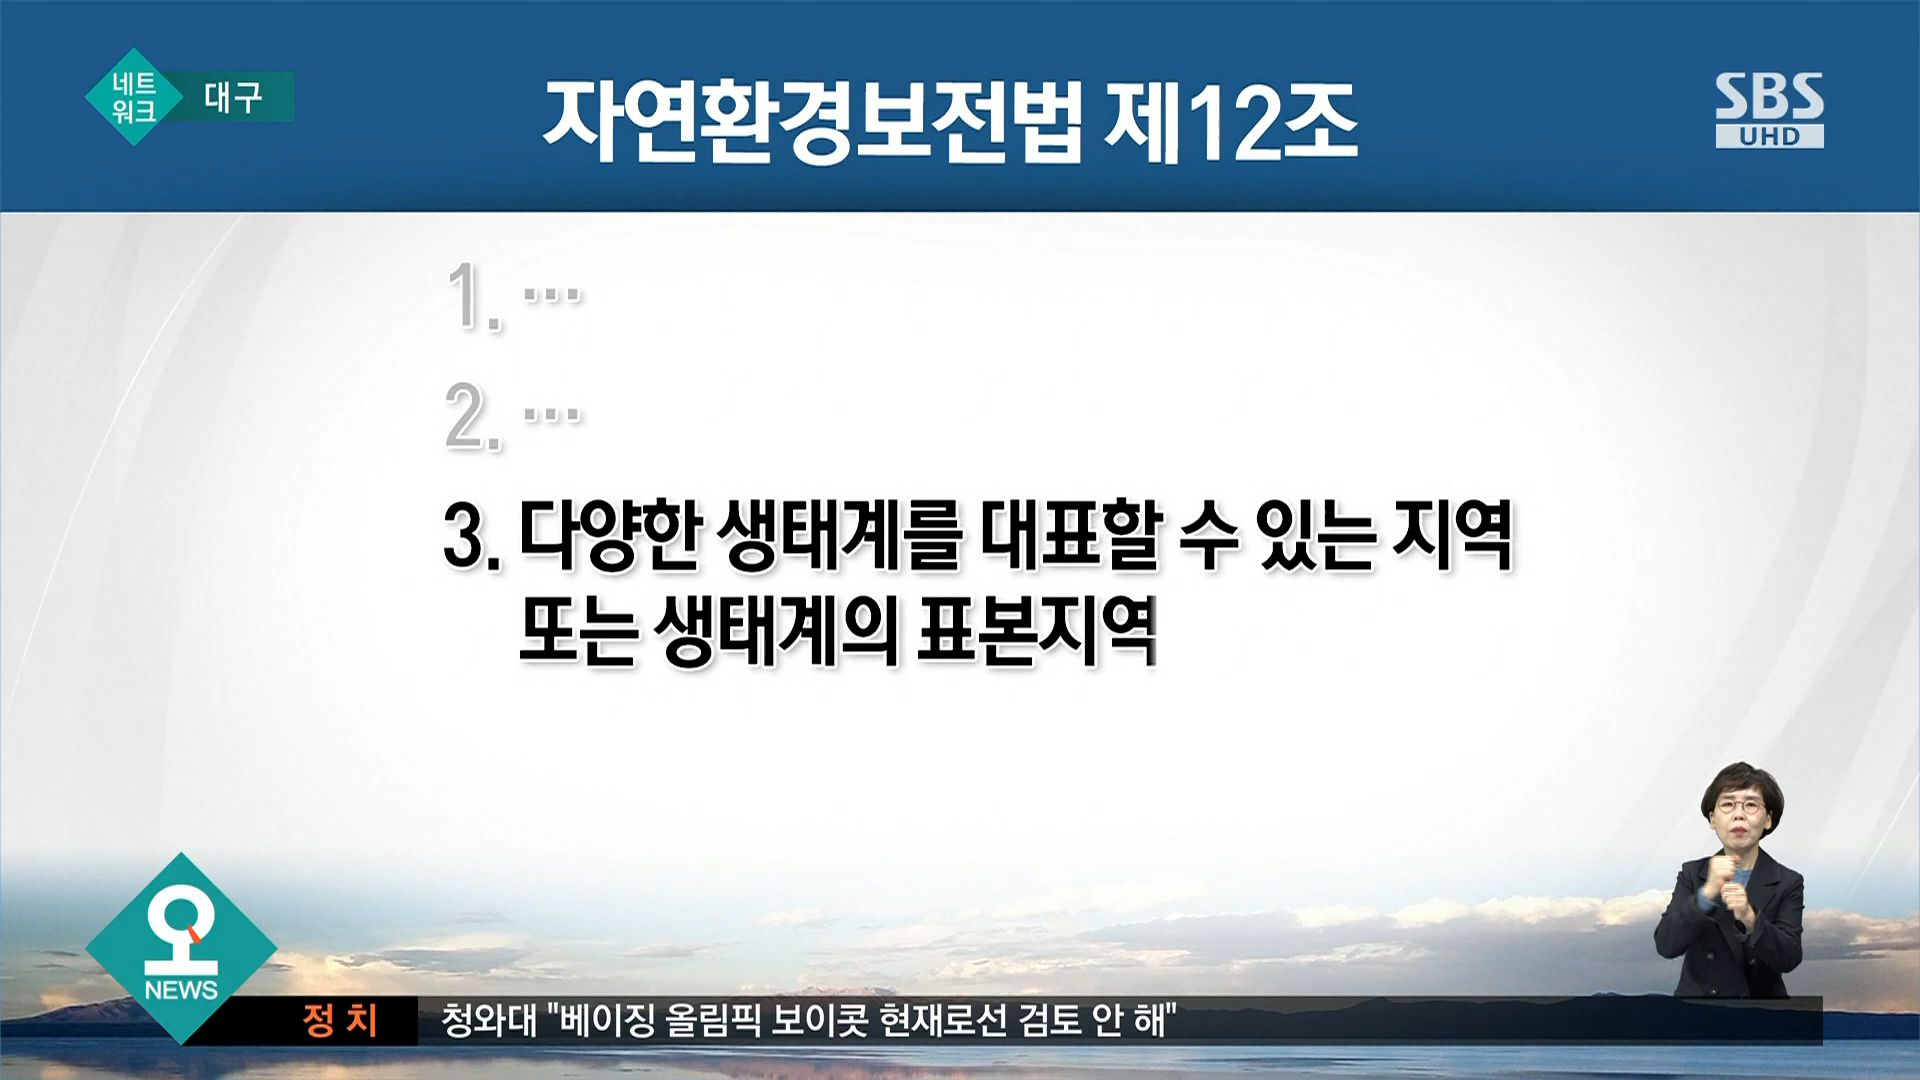 네트
워크
대구
자연환경보전법 제12조
SBS
UHD
1. …
2. …
3. 다양한 생태계를 대표할 수 있는 지역
또는 생태계의 표본지역
오
NEWS
정치
청와대 "베이징 올림픽 보이콧 현재로선 검토 안 해"